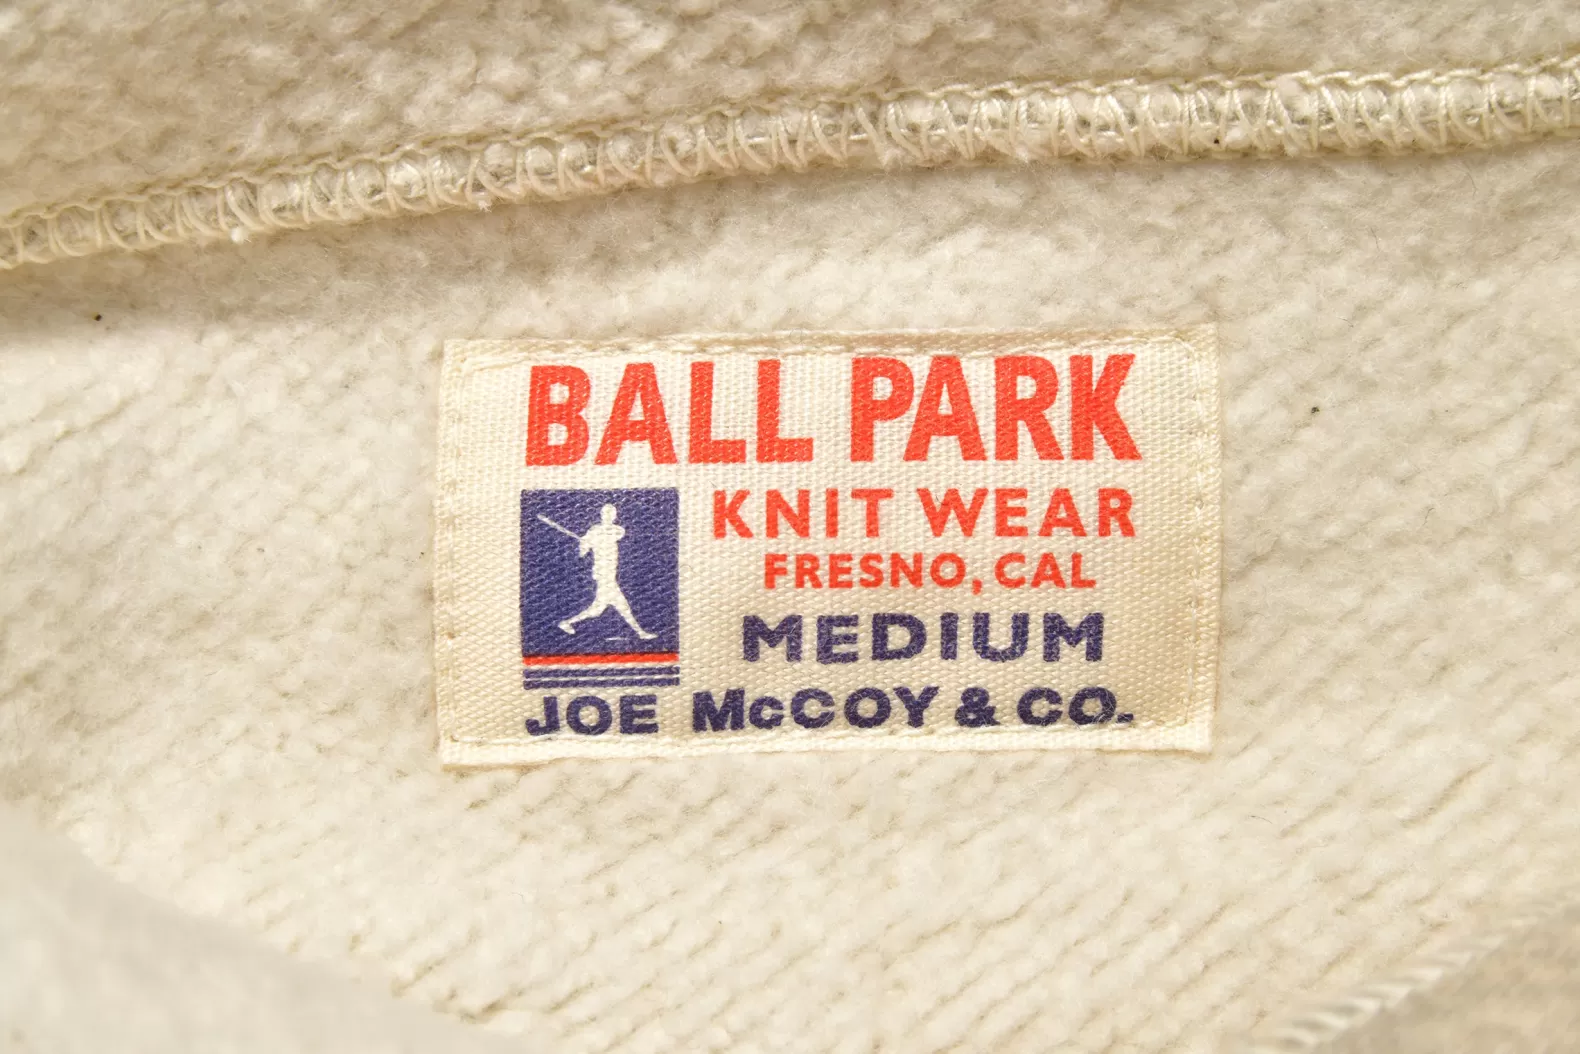 BALL PARK
KNIT WEAR
FRESNO, CAL
MEDIUM
JOE McCOY & CO.